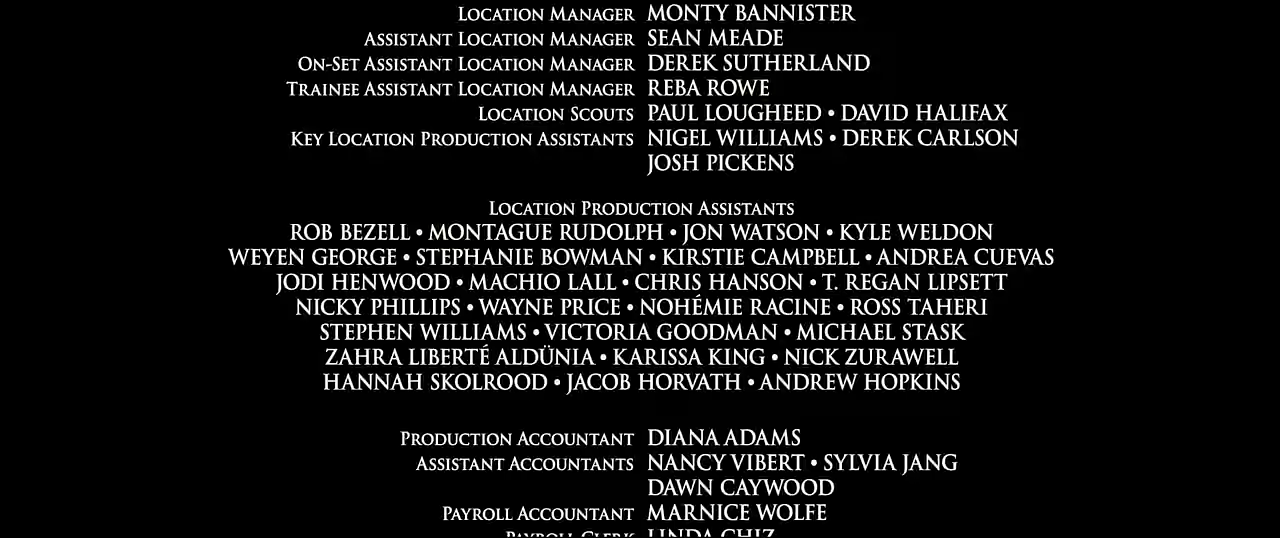 Location Manager MONTY BANNISTER
Assistant Location Manager SEAN MEADE
On-Set Assistant Location Manager DEREK SUTHERLAND
Trainee Assistant Location Manager REBA ROWE
Location Scouts PAUL LOUGHEED • DAVID HALIFAX
Key Location Production Assistants NIGEL WILLIAMS • DEREK CARLSON
JOSH PICKENS
Location Production Assistants
ROB BEZELL • MONTAGUE RUDOLPH • JON WATSON • KYLE WELDON
WEYEN GEORGE • STEPHANIE BOWMAN • KIRSTIE CAMPBELL • ANDREA CUEVAS
JODI HENWOOD • MACHIO LALL • CHRIS HANSON • T. REGAN LIPSETT
NICKY PHILLIPS • WAYNE PRICE • NOHÉMIE RACINE • ROSS TAHERI
STEPHEN WILLIAMS • VICTORIA GOODMAN • MICHAEL STASK
ZAHRA LIBERTÉ ALDÜNIA • KARISSA KING • NICK ZURAWELL
HANNAH SKOLROOD • JACOB HORVATH • ANDREW HOPKINS
Production Accountant DIANA ADAMS
Assistant Accountants NANCY VIBERT • SYLVIA JANG
DAWN CAYWOOD
Payroll Accountant MARNICE WOLFE
Payroll Clerk LINDA CHIZ